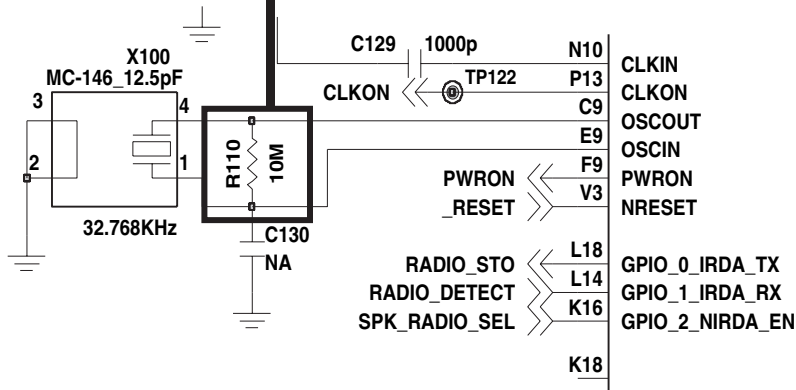 X100
MC-146_12.5pF
3
4
2
1
32.768KHz
R110
10M
C130
NA
C129
1000p
N10
CLKIN
CLKON
TP122
P13
CLKON
C9
OSCOUT
E9
OSCIN
PWRON
F9
PWRON
_RESET
V3
NRESET
RADIO_STO
L18
GPIO_0_IRDA_TX
RADIO_DETECT
L14
GPIO_1_IRDA_RX
SPK_RADIO_SEL
K16
GPIO_2_NIRDA_EN
K18